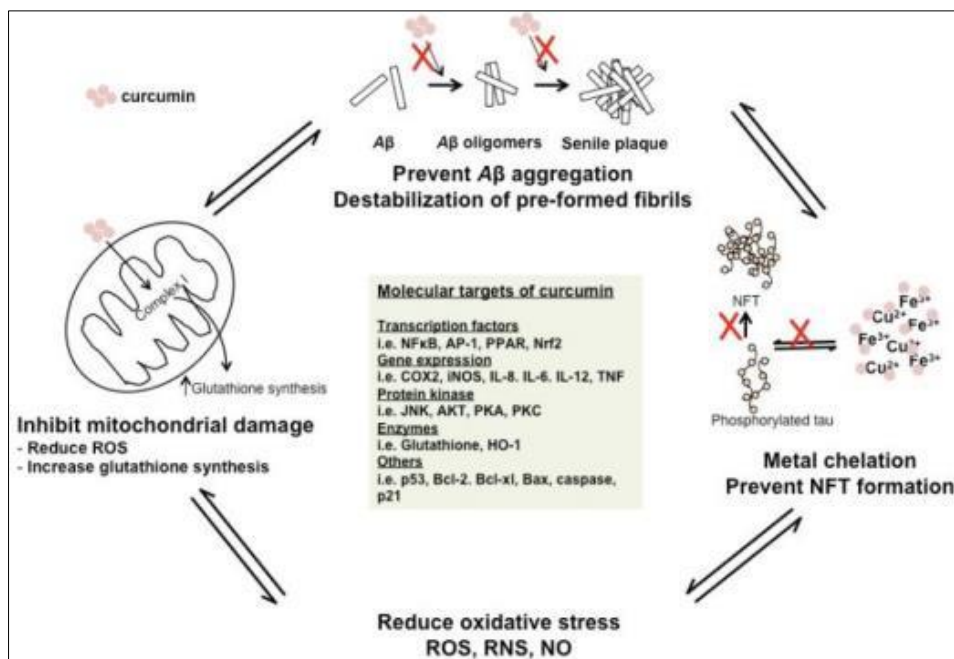 curcumin
Aβ Aβ oligomers Senile plaque
Prevent Aβ aggregation
Destabilization of pre-formed fibrils
Complex I
Glutathione synthesis
Inhibit mitochondrial damage
- Reduce ROS
- Increase glutathione synthesis
Molecular targets of curcumin
Transcription factors
i.e. NFκB, AP-1, PPAR, Nrf2
Gene expression
i.e. COX2, iNOS, IL-8. IL-6. IL-12, TNF
Protein kinase
i.e. JNK, AKT, PKA, PKC
Enzymes
i.e. Glutathione, HO-1
Others
i.e. p53, Bcl-2. Bcl-xl, Bax, caspase,
p21
NFT
Phosphorylated tau
Fe³⁺
Cu²⁺ Fe³⁺
Fe³⁺ Cu²⁺
Cu²⁺ Fe³⁺
Metal chelation
Prevent NFT formation
Reduce oxidative stress
ROS, RNS, NO